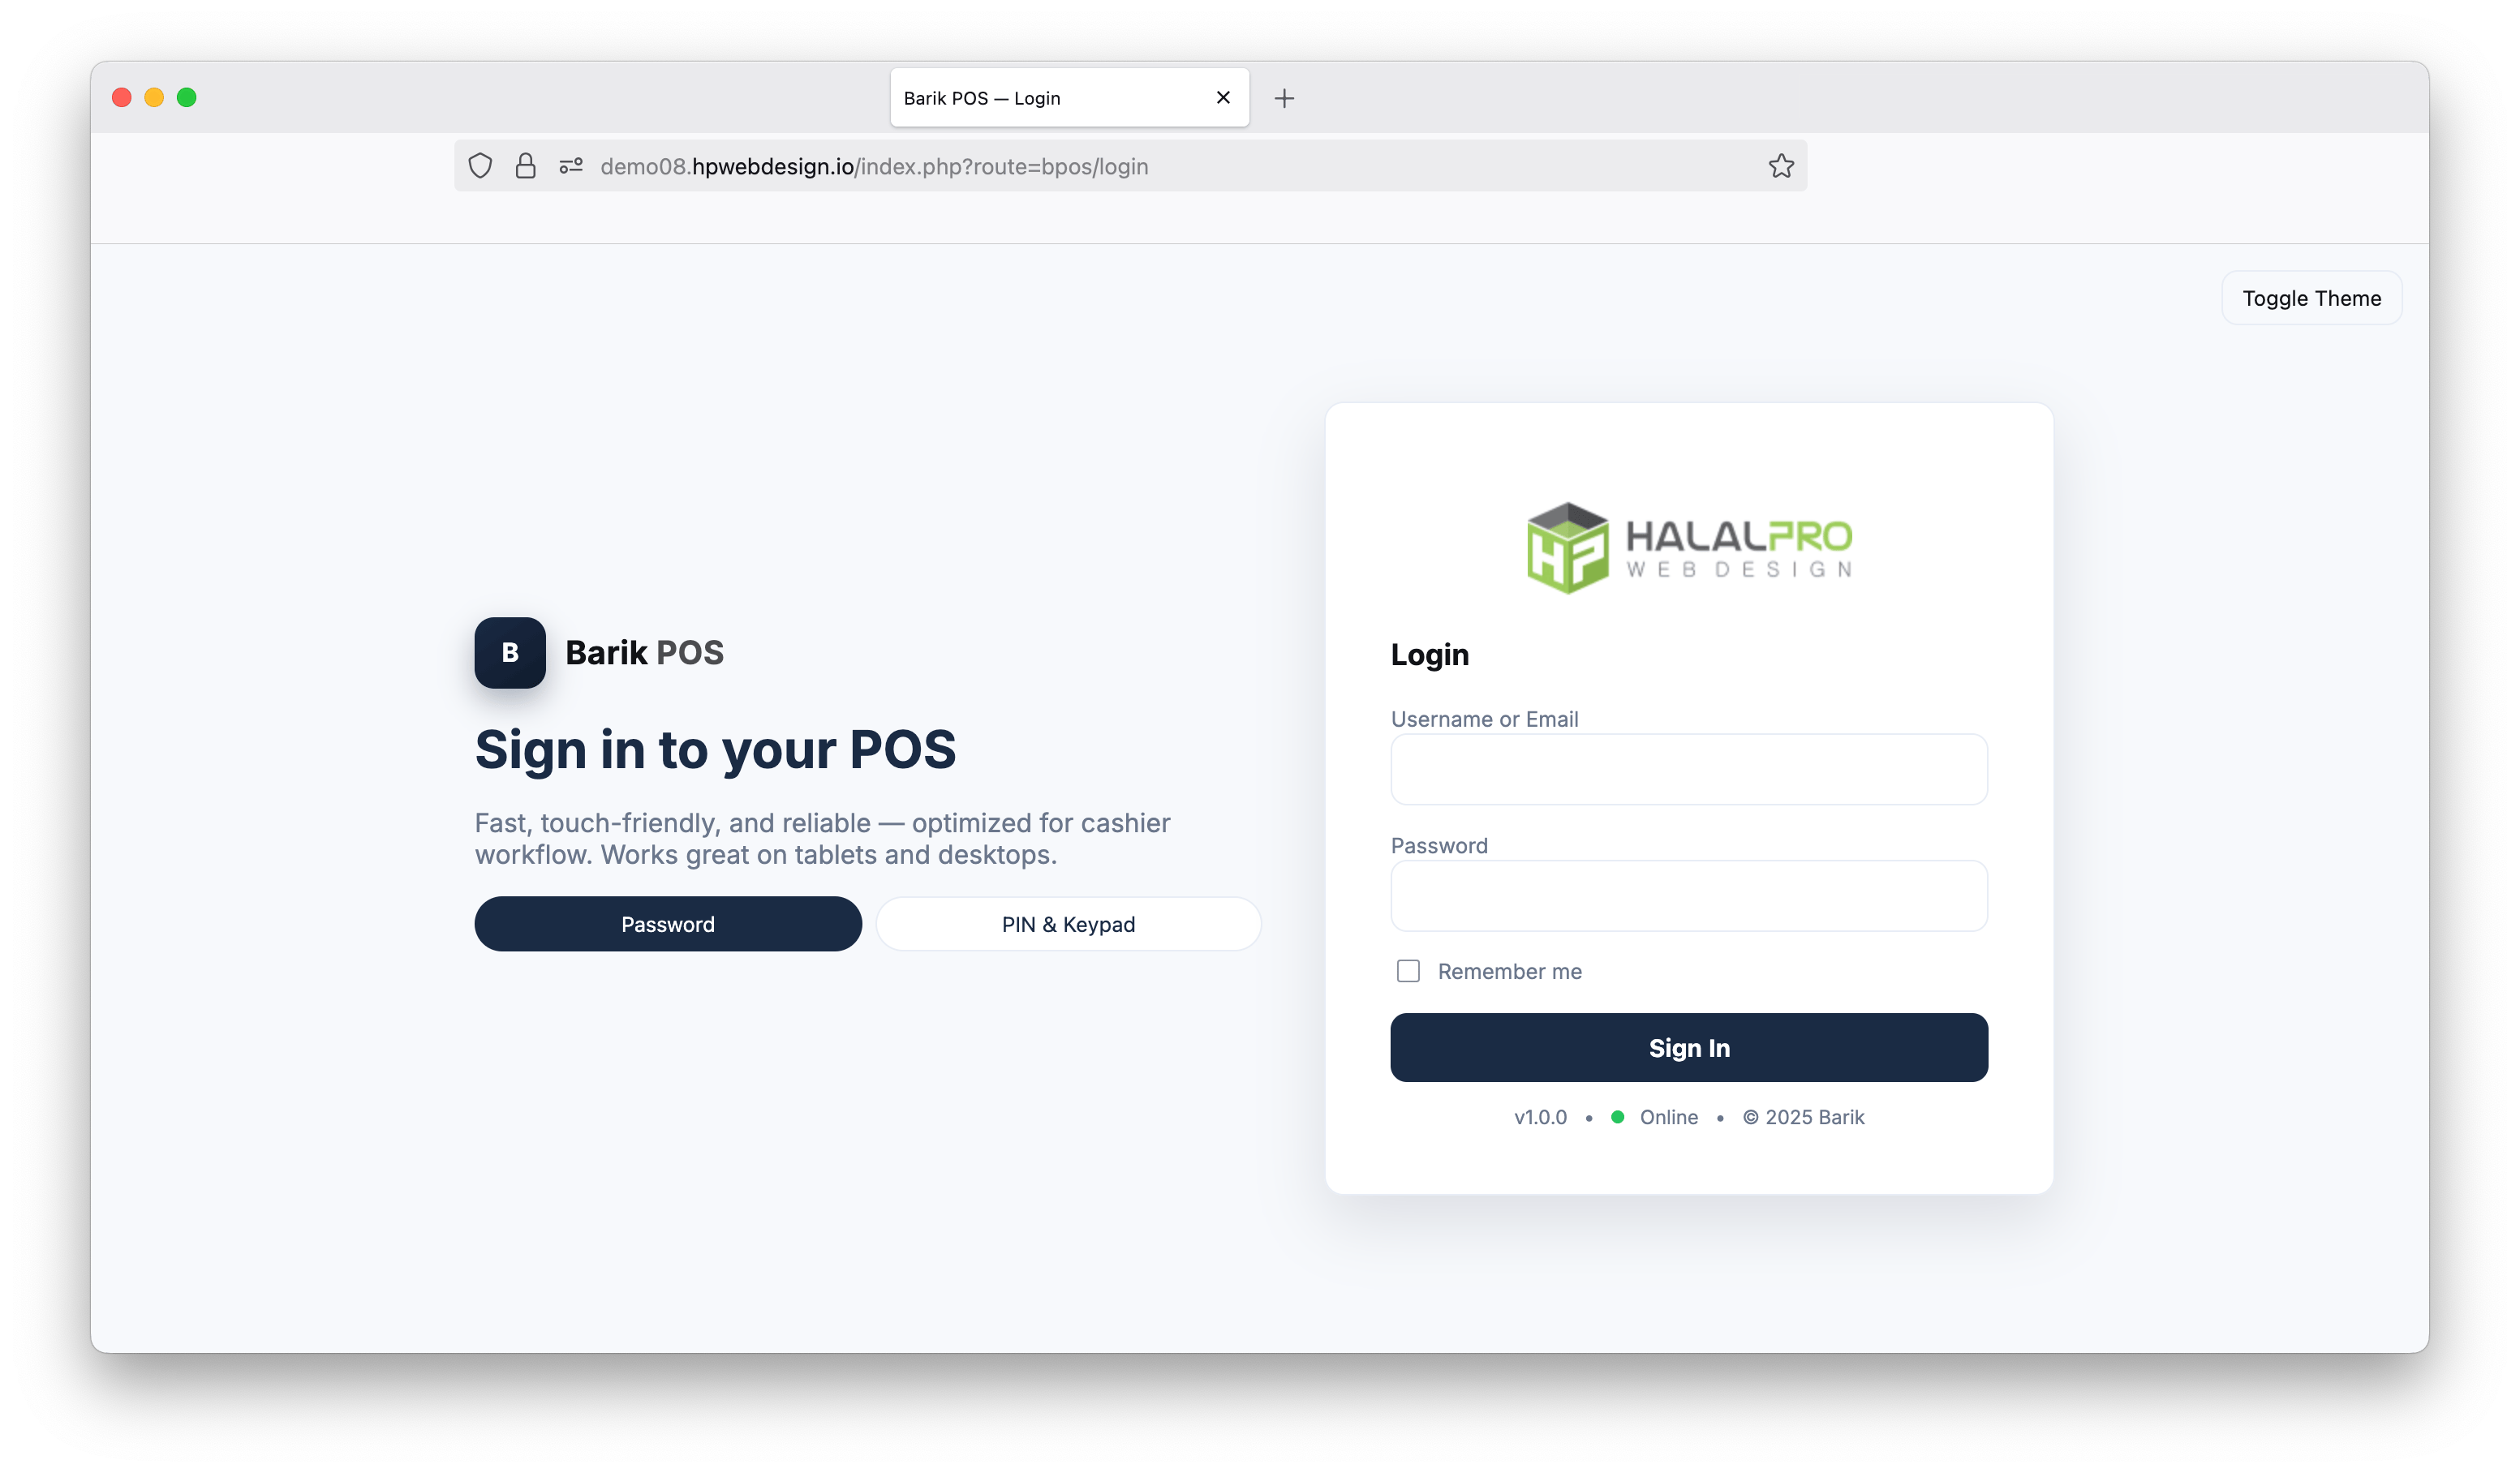 Barik POS — Login
demo08.hpwebdesign.io/index.php?route=bpos/login
Toggle Theme
B
Barik POS
Sign in to your POS
Fast, touch-friendly, and reliable — optimized for cashier
workflow. Works great on tablets and desktops.
Password
PIN & Keypad
HP
HALALPRO
WEB DESIGN
Login
Username or Email
Password
Remember me
Sign In
v1.0.0 • Online • © 2025 Barik